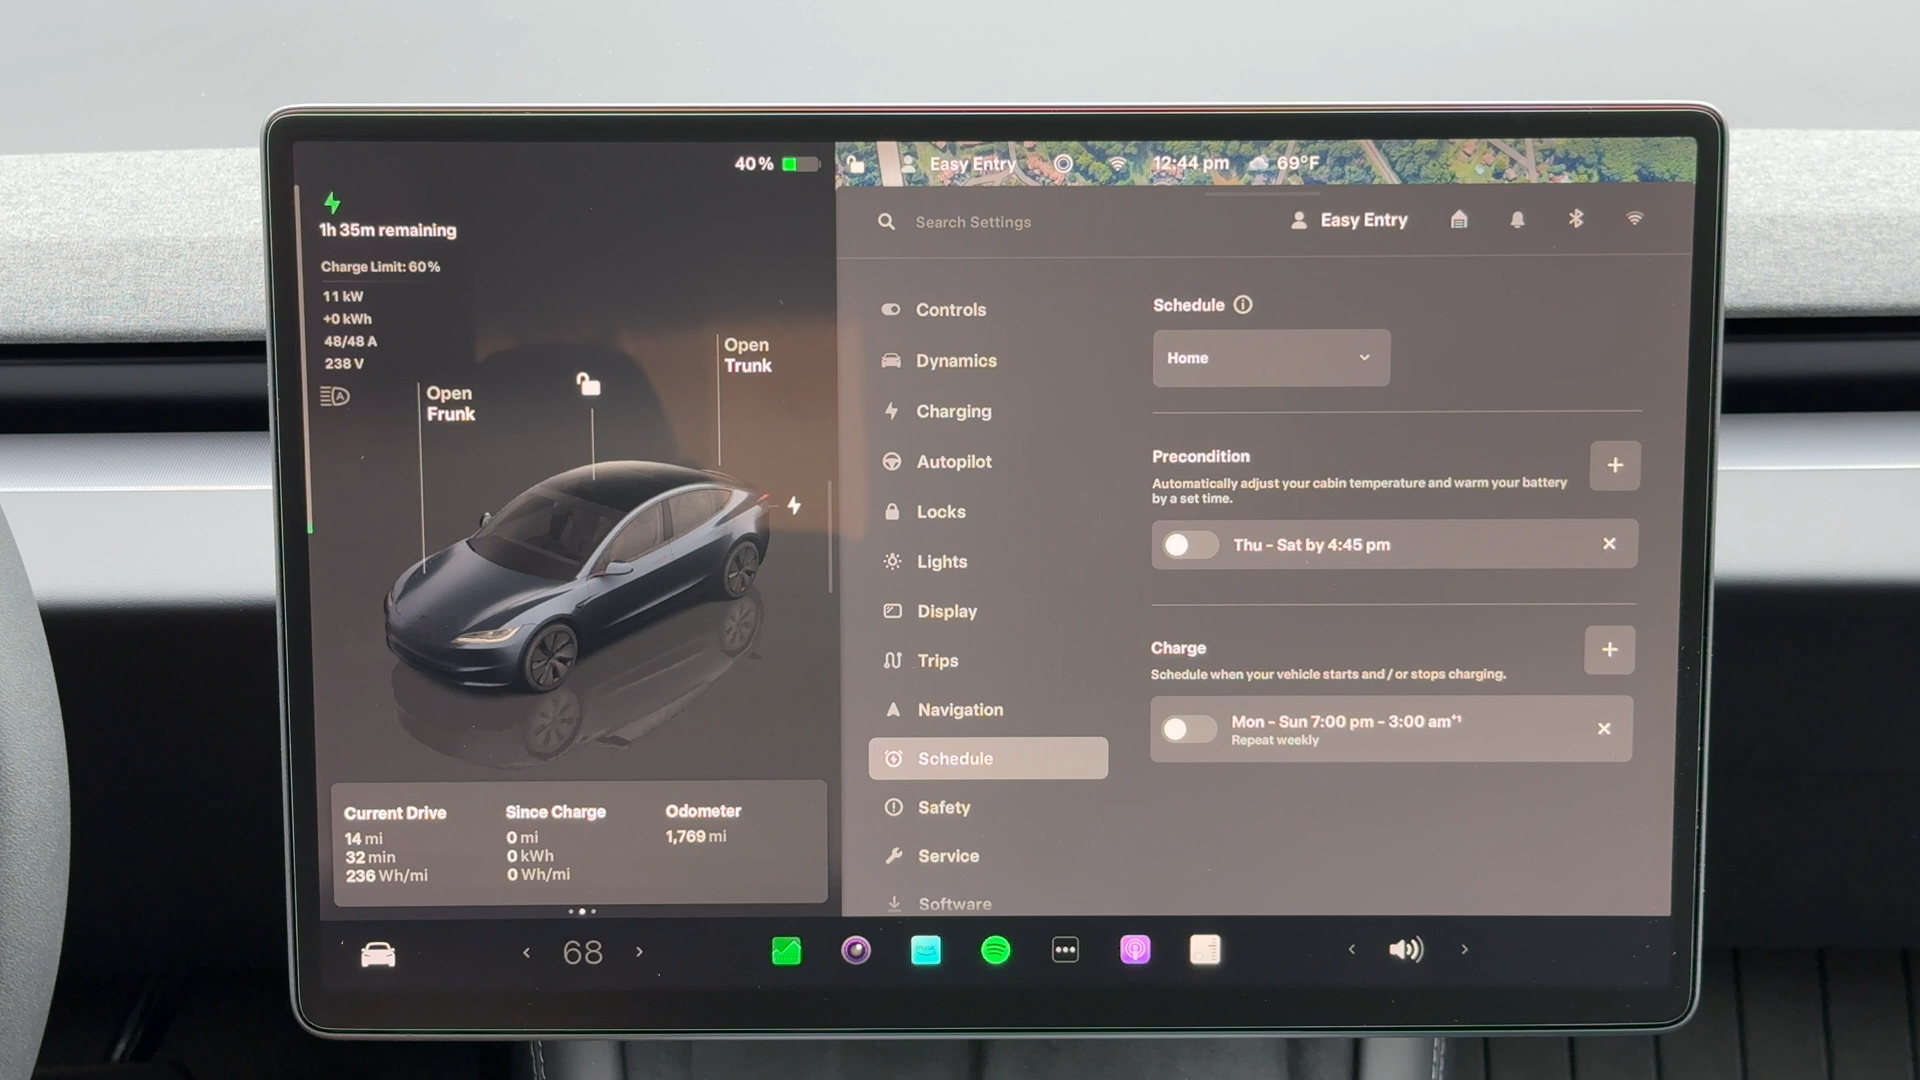 40%
Easy Entry
12:44 pm
69°F
1h 35m remaining
Charge Limit: 60%
11 kW
+0 kWh
48/48 A
238 V
A
Open
Frunk
Open
Trunk
Current Drive
14 mi
32 min
236 Wh/mi
Since Charge
0 mi
0 kWh
0 Wh/mi
Odometer
1,769 mi
Search Settings
Easy Entry
Controls
Dynamics
Charging
Autopilot
Locks
Lights
Display
Trips
Navigation
Schedule
Safety
Service
Software
Schedule
Home
Precondition
Automatically adjust your cabin temperature and warm your battery
by a set time.
Thu - Sat by 4:45 pm
Charge
Schedule when your vehicle starts and / or stops charging.
Mon - Sun 7:00 pm - 3:00 am⁺¹
Repeat weekly
68
music